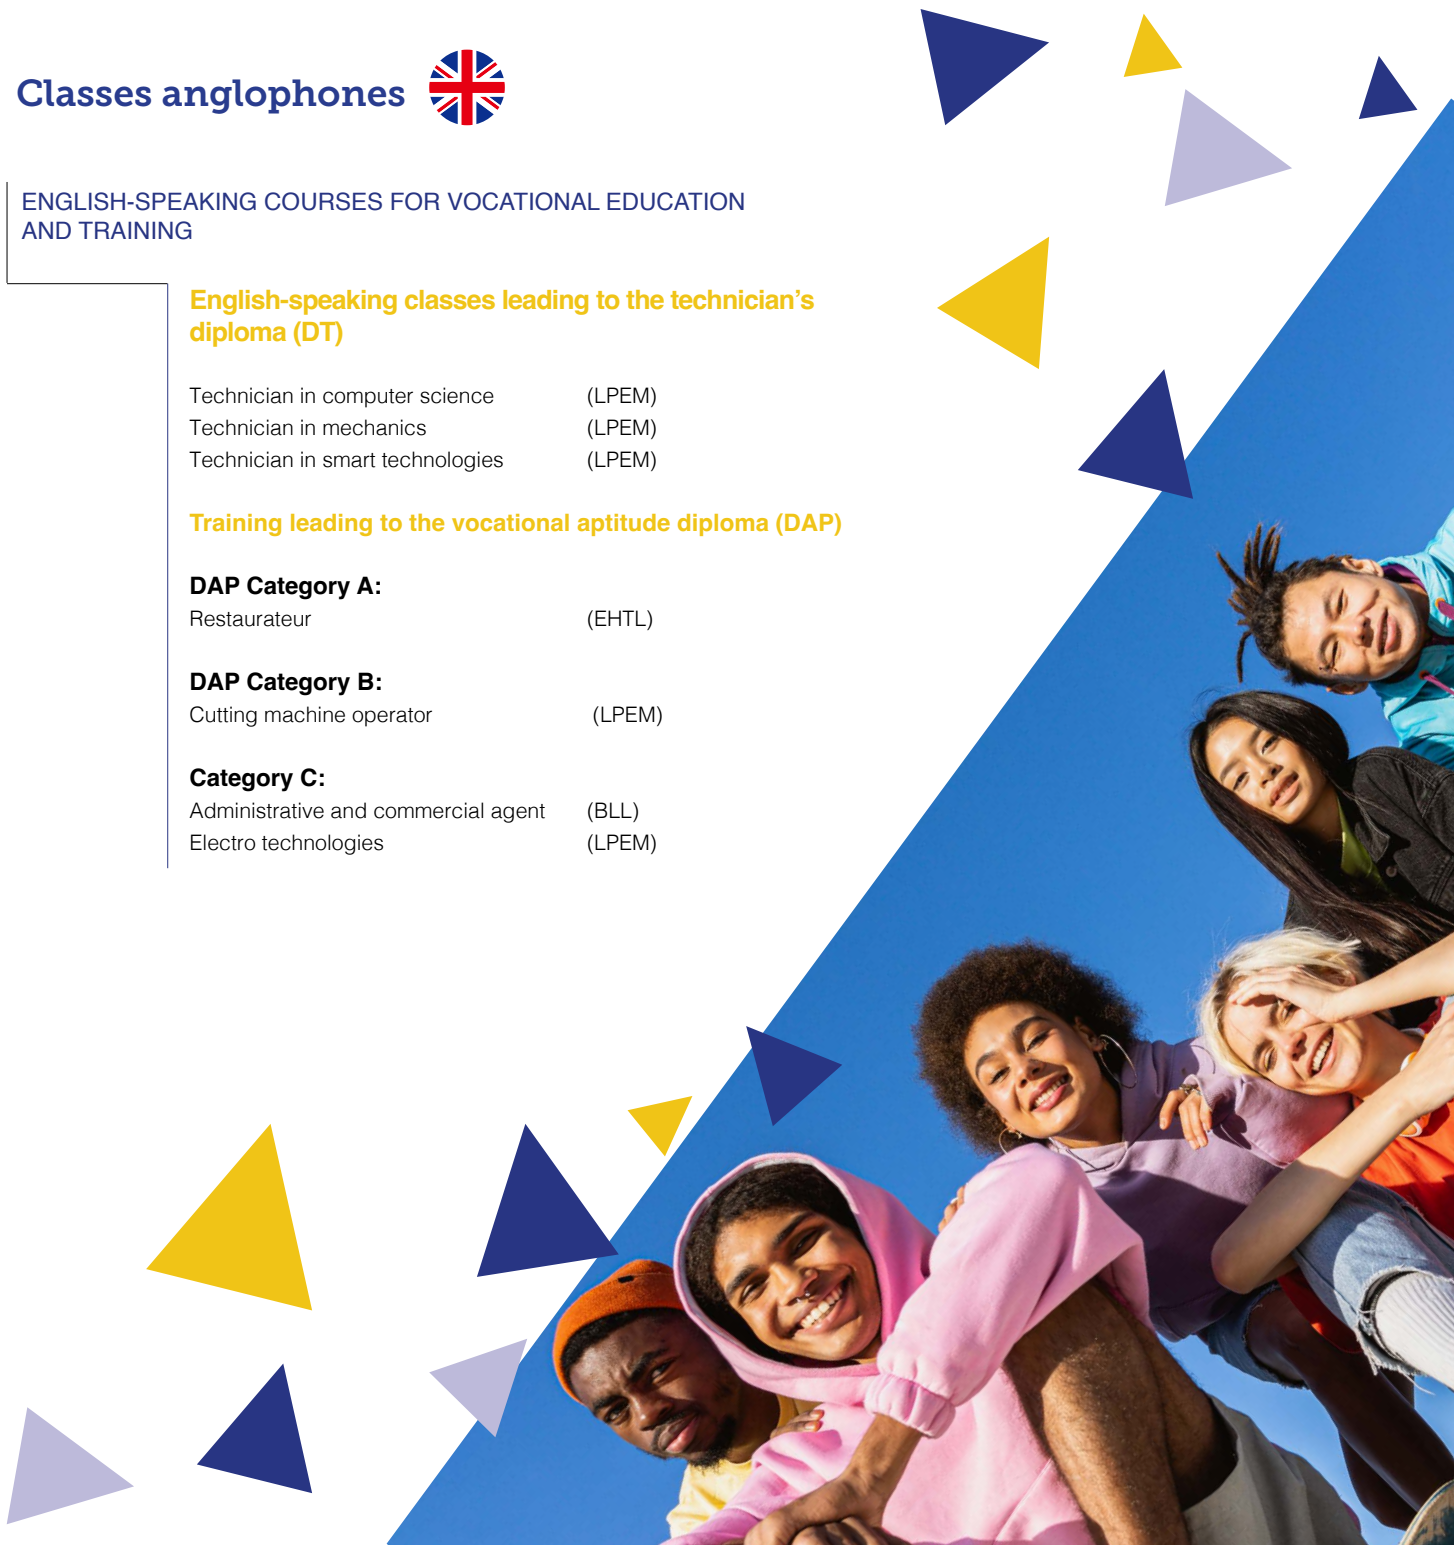 Classes anglophones
ENGLISH-SPEAKING COURSES FOR VOCATIONAL EDUCATION
AND TRAINING
English-speaking classes leading to the technician’s
diploma (DT)
Technician in computer science (LPEM)
Technician in mechanics (LPEM)
Technician in smart technologies (LPEM)
Training leading to the vocational aptitude diploma (DAP)
DAP Category A:
Restaurateur (EHTL)
DAP Category B:
Cutting machine operator (LPEM)
Category C:
Administrative and commercial agent (BLL)
Electro technologies (LPEM)